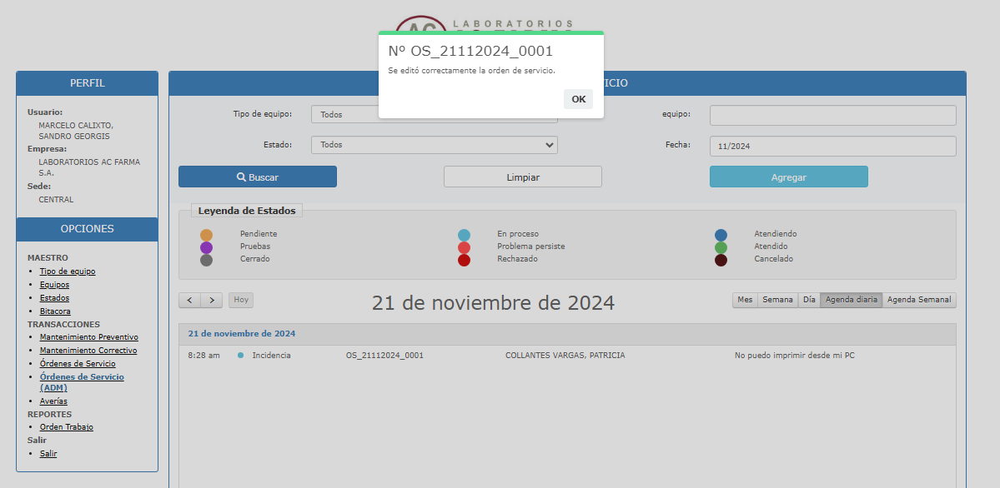 LABORATORIOS
Nº OS_21112024_0001
Se editó correctamente la orden de servicio.
OK
PERFIL
Usuario:
MARCELO CALIXTO,
SANDRO GEORGIS
Empresa:
LABORATORIOS AC FARMA
S.A.
Sede:
CENTRAL
OPCIONES
MAESTRO
Tipo de equipo
Equipos
Estados
Bitacora
TRANSACCIONES
Mantenimiento Preventivo
Mantenimiento Correctivo
Órdenes de Servicio
Órdenes de Servicio
(ADM)
Averías
REPORTES
Orden Trabajo
Salir
Salir
ICIO
Tipo de equipo: Todos equipo:
Estado: Todos Fecha: 11/2024
Buscar Limpiar Agregar
Leyenda de Estados
Pendiente En proceso Atendiendo
Pruebas Problema persiste Atendido
Cerrado Rechazado Cancelado
< > Hoy 21 de noviembre de 2024 Mes Semana Día Agenda diaria Agenda Semanal
21 de noviembre de 2024
8:28 am Incidencia OS_21112024_0001 COLLANTES VARGAS, PATRICIA No puedo imprimir desde mi PC